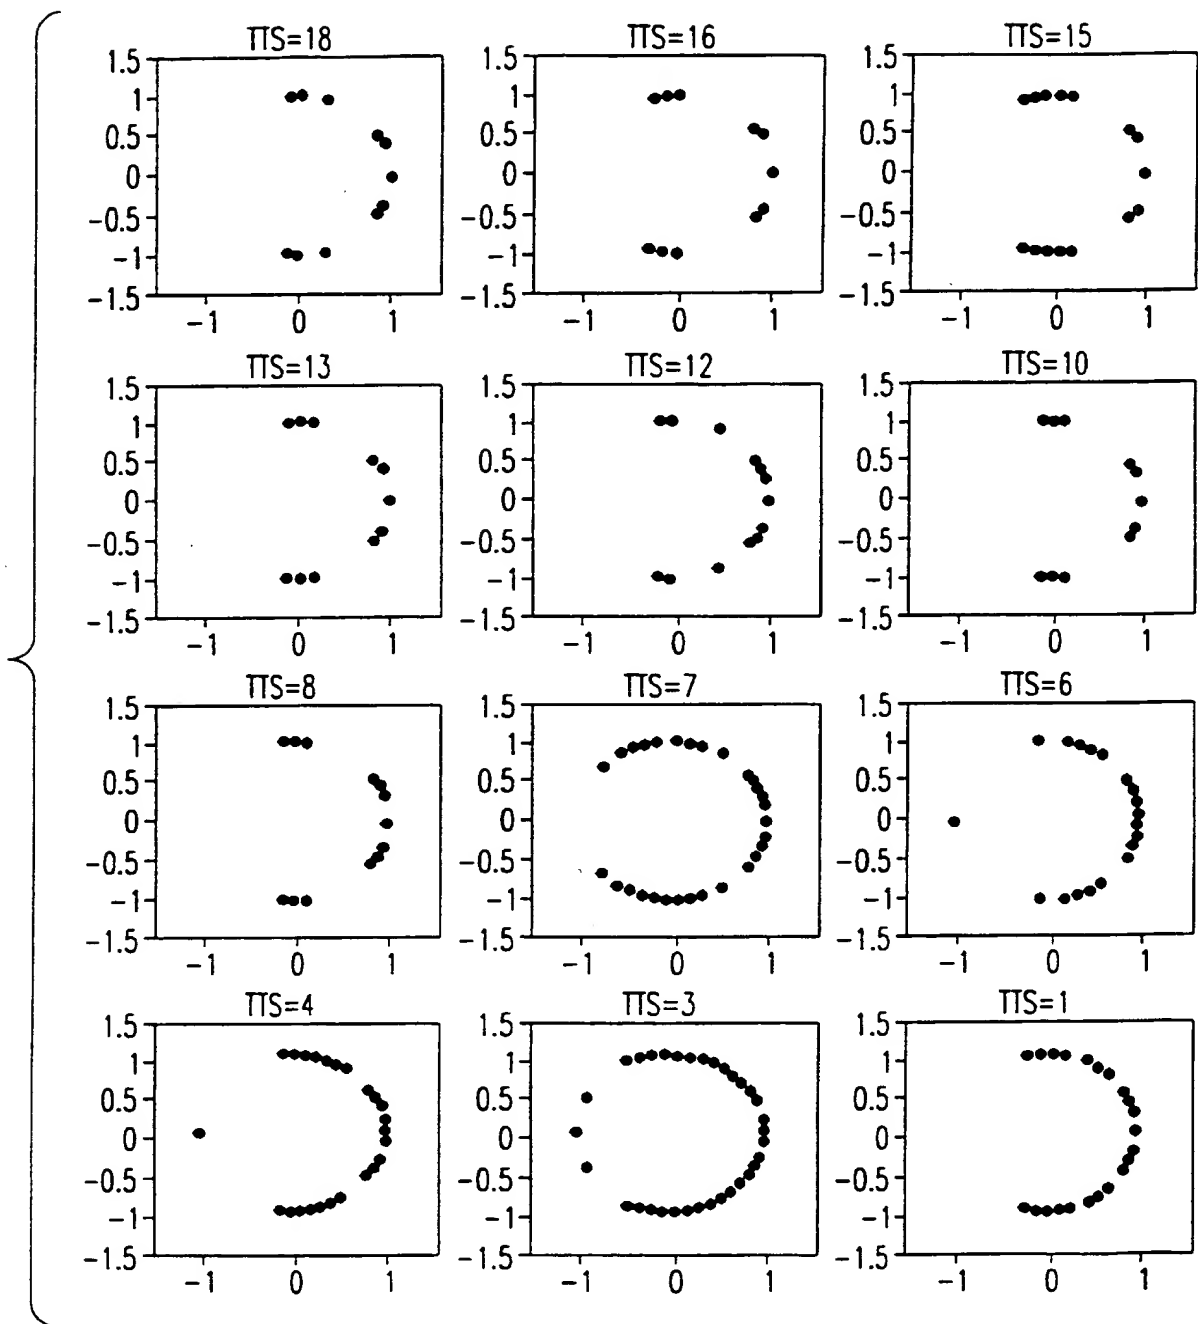 TTS=18 TTS=16 TTS=15
1.5 1.5 1.5
1 1 1
0.5 0.5 0.5
0 0 0
−0.5 −0.5 −0.5
−1 −1 −1
−1.5 −1.5 −1.5
−1 0 1 −1 0 1 −1 0 1
TTS=13 TTS=12 TTS=10
1.5 1.5 1.5
1 1 1
0.5 0.5 0.5
0 0 0
−0.5 −0.5 −0.5
−1 −1 −1
−1.5 −1.5 −1.5
−1 0 1 −1 0 1 −1 0 1
TTS=8 TTS=7 TTS=6
1.5 1.5 1.5
1 1 1
0.5 0.5 0.5
0 0 0
−0.5 −0.5 −0.5
−1 −1 −1
−1.5 −1.5 −1.5
−1 0 1 −1 0 1 −1 0 1
TTS=4 TTS=3 TTS=1
1.5 1.5 1.5
1 1 1
0.5 0.5 0.5
0 0 0
−0.5 −0.5 −0.5
−1 −1 −1
−1.5 −1.5 −1.5
−1 0 1 −1 0 1 −1 0 1